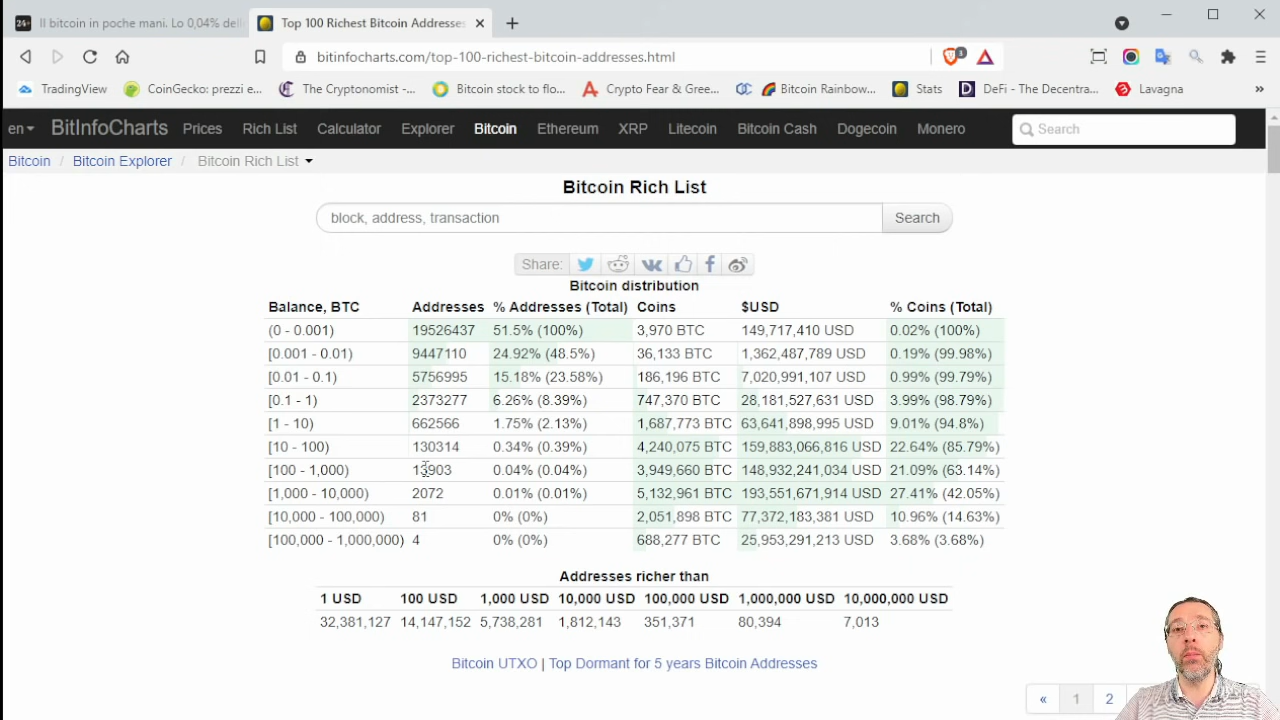 24+ Il bitcoin in poche mani. Lo 0,04% dell
Top 100 Richest Bitcoin Addresses
bitinfocharts.com/top-100-richest-bitcoin-addresses.html
1
TradingView CoinGecko: prezzi e... The Crypt0n0mist - ... Bitcoin stock to flo... Crypto Fear & Gree... Bitcoin Rainbow... Stats DeFi - The Decentra... Lavagna »
en BitInfoCharts Prices Rich List Calculator Explorer Bitcoin Ethereum XRP Litecoin Bitcoin Cash Dogecoin Monero Search
Bitcoin / Bitcoin Explorer / Bitcoin Rich List
Bitcoin Rich List
block, address, transaction Search
Share:
Bitcoin distribution
Balance, BTC Addresses % Addresses (Total) Coins $USD % Coins (Total)
(0 - 0.001) 19526437 51.5% (100%) 3,970 BTC 149,717,410 USD 0.02% (100%)
[0.001 - 0.01) 9447110 24.92% (48.5%) 36,133 BTC 1,362,487,789 USD 0.19% (99.98%)
[0.01 - 0.1) 5756995 15.18% (23.58%) 186,196 BTC 7,020,991,107 USD 0.99% (99.79%)
[0.1 - 1) 2373277 6.26% (8.39%) 747,370 BTC 28,181,527,631 USD 3.99% (98.79%)
[1 - 10) 662566 1.75% (2.13%) 1,687,773 BTC 63,641,898,995 USD 9.01% (94.8%)
[10 - 100) 130314 0.34% (0.39%) 4,240,075 BTC 159,883,066,816 USD 22.64% (85.79%)
[100 - 1,000) 0.04% (0.04%) 3,949,660 BTC 148,932,241,034 USD 21.09% (63.14%)
[1,000 - 10,000) 2072 0.01% (0.01%) 5,132,961 BTC 193,551,671,914 USD 27.41% (42.05%)
[10,000 - 100,000) 81 0% (0%) 2,051,898 BTC 77,372,183,381 USD 10.96% (14.63%)
[100,000 - 1,000,000) 4 0% (0%) 688,277 BTC 25,953,291,213 USD 3.68% (3.68%)
Addresses richer than
1 USD 100 USD 1,000 USD 10,000 USD 100,000 USD 1,000,000 USD 10,000,000 USD
32,381,127 14,147,152 5,738,281 1,812,143 351,371 80,394 7,013
Bitcoin UTXO | Top Dormant for 5 years Bitcoin Addresses
« 1 2